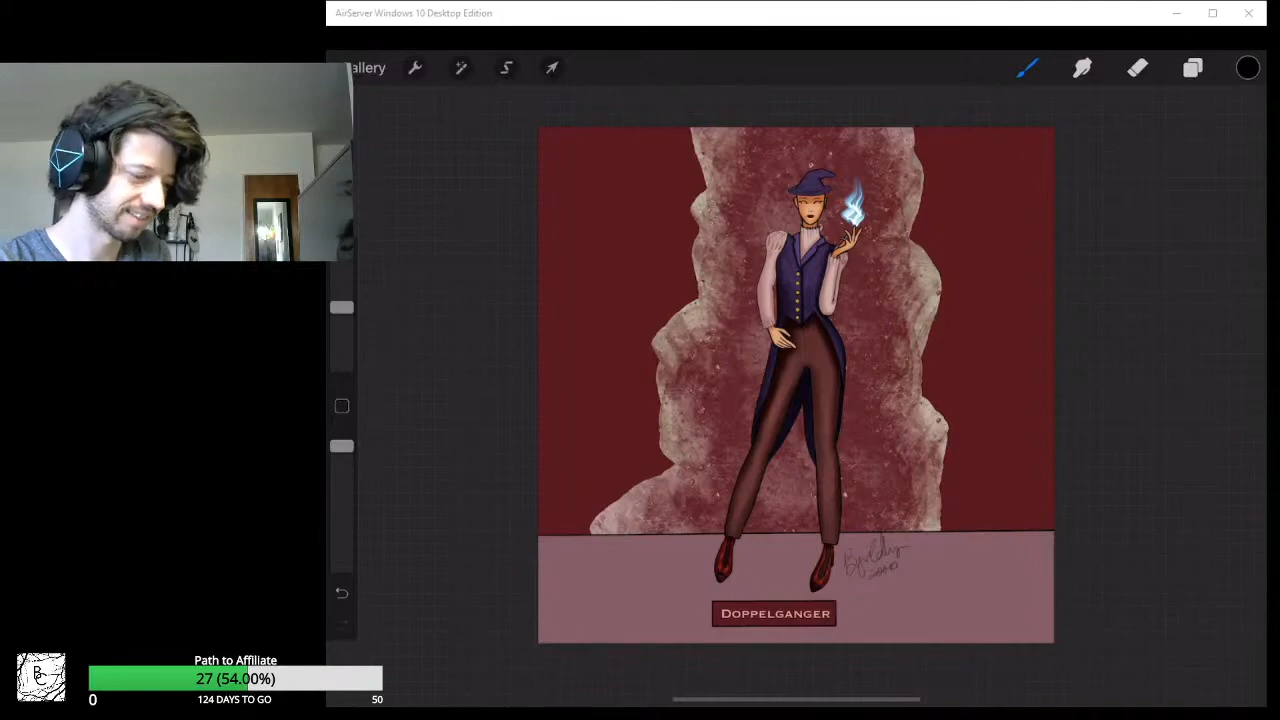 AirServer Windows 10 Desktop Edition
allery
Doppelganger
Path to Affiliate
27 (54.00%)
0
124 DAYS TO GO
50